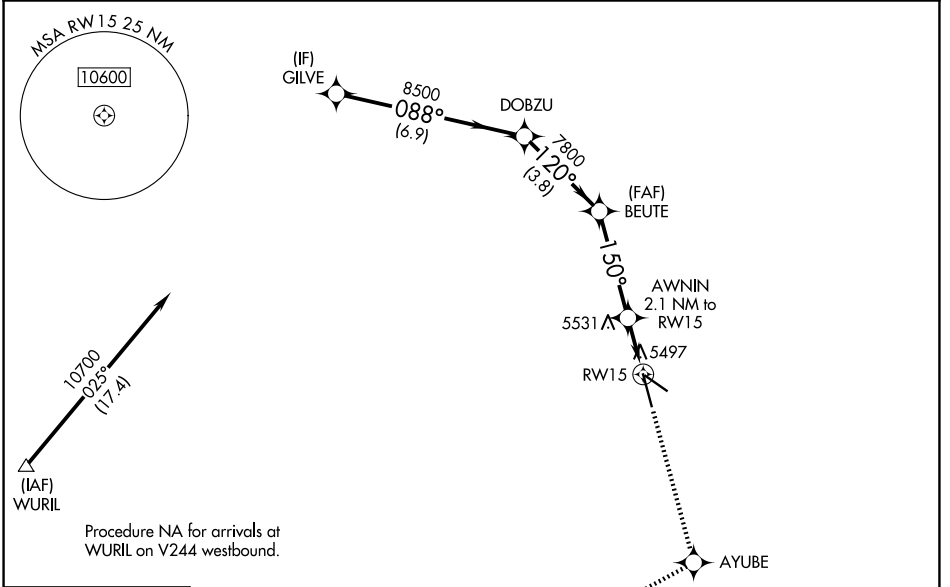 MSA RW15 25 NM
10600
(IF)
GILVE
8500
088°
(6.9)
DOBZU
7800
120°
(3.8)
(FAF)
BEUTE
150°
AWNIN
2.1 NM to
RW15
5531
5497
RW15
10700
025°
(17.4)
(IAF)
WURIL
Procedure NA for arrivals at
WURIL on V244 westbound.
AYUBE